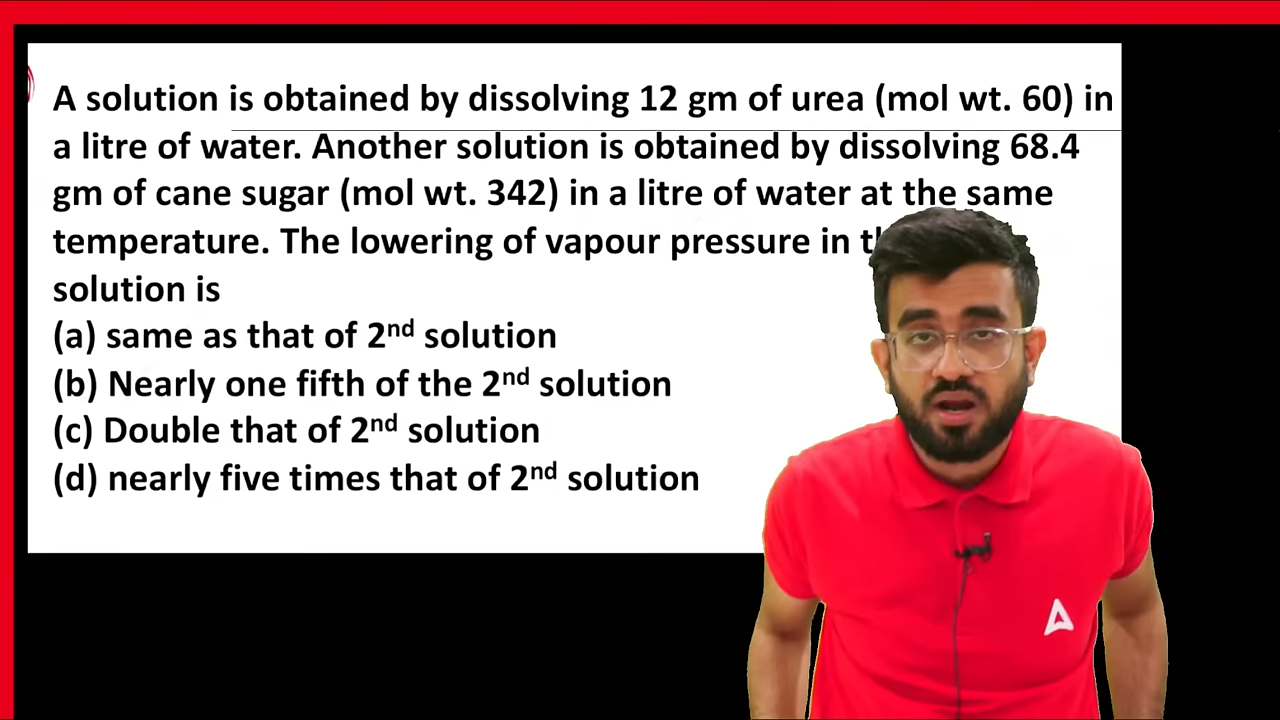 A solution is obtained by dissolving 12 gm of urea (mol wt. 60) in
a litre of water. Another solution is obtained by dissolving 68.4
gm of cane sugar (mol wt. 342) in a litre of water at the same
temperature. The lowering of vapour pressure in
solution is
(a) same as that of 2nd solution
(b) Nearly one fifth of the 2nd solution
(c) Double that of 2nd solution
(d) nearly five times that of 2nd solution